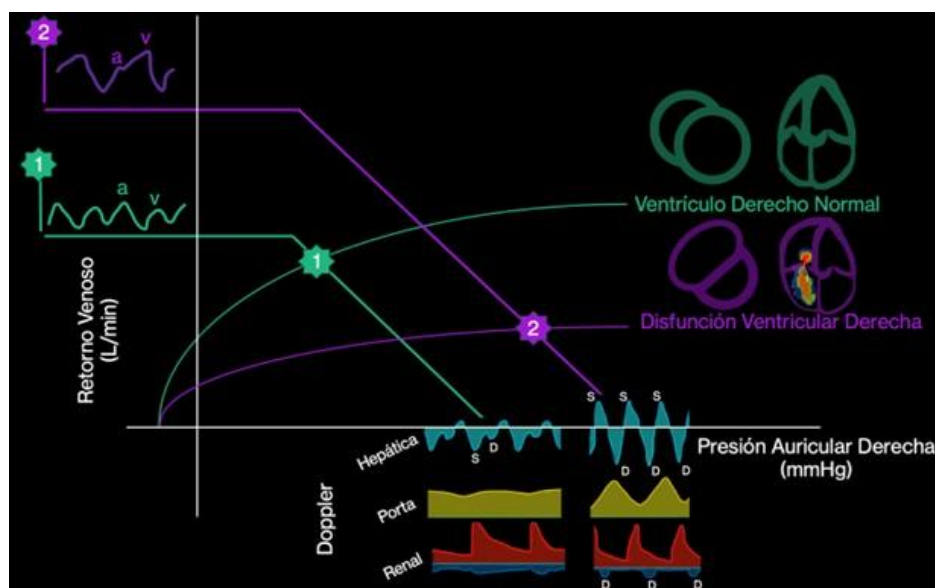 2
a
v
1
a
v
Ventrículo Derecho Normal
Disfunción Ventricular Derecha
Retorno Venoso
(L/min)
1
2
Presión Auricular Derecha
(mmHg)
Doppler
Hepática
S
D
S
S
S
D
D
D
Porta
Renal
D
D
D